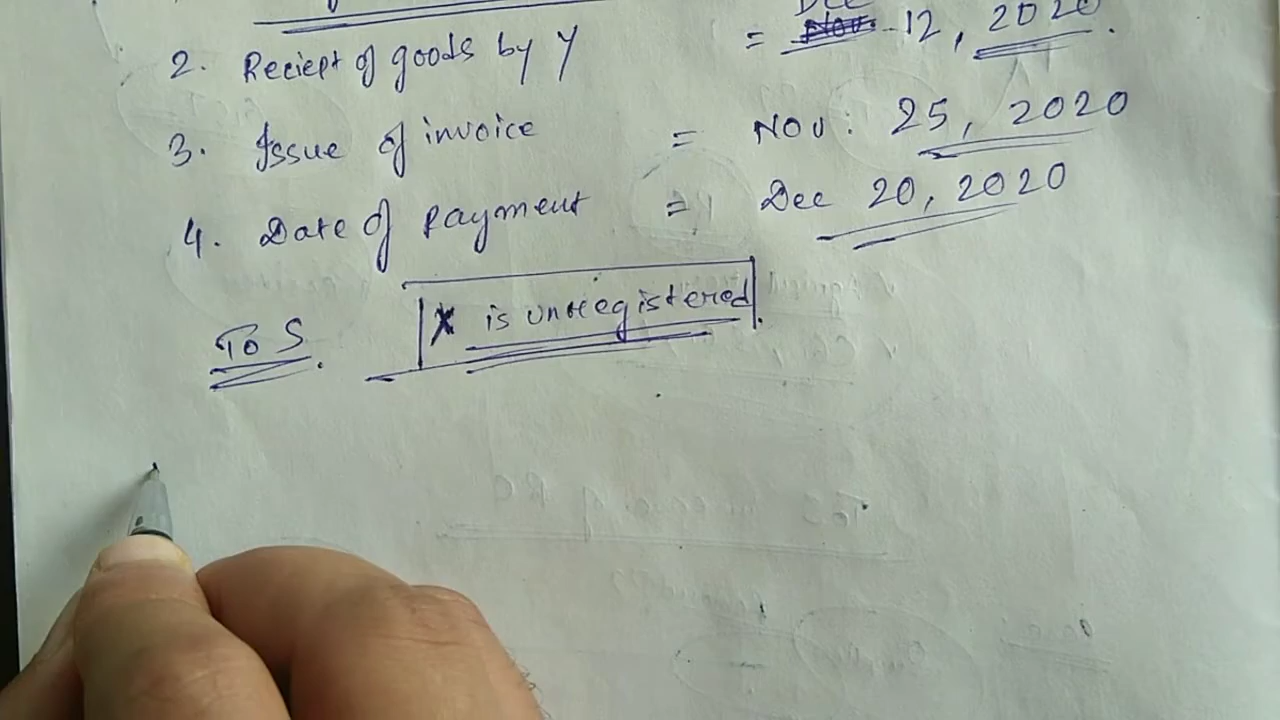 2. Reciept of goods by Y = Dec 12, 2020.
3. Issue of invoice = Nov: 25, 2020
4. Date of payment = Dec 20, 2020
ToS. X is unregistered.